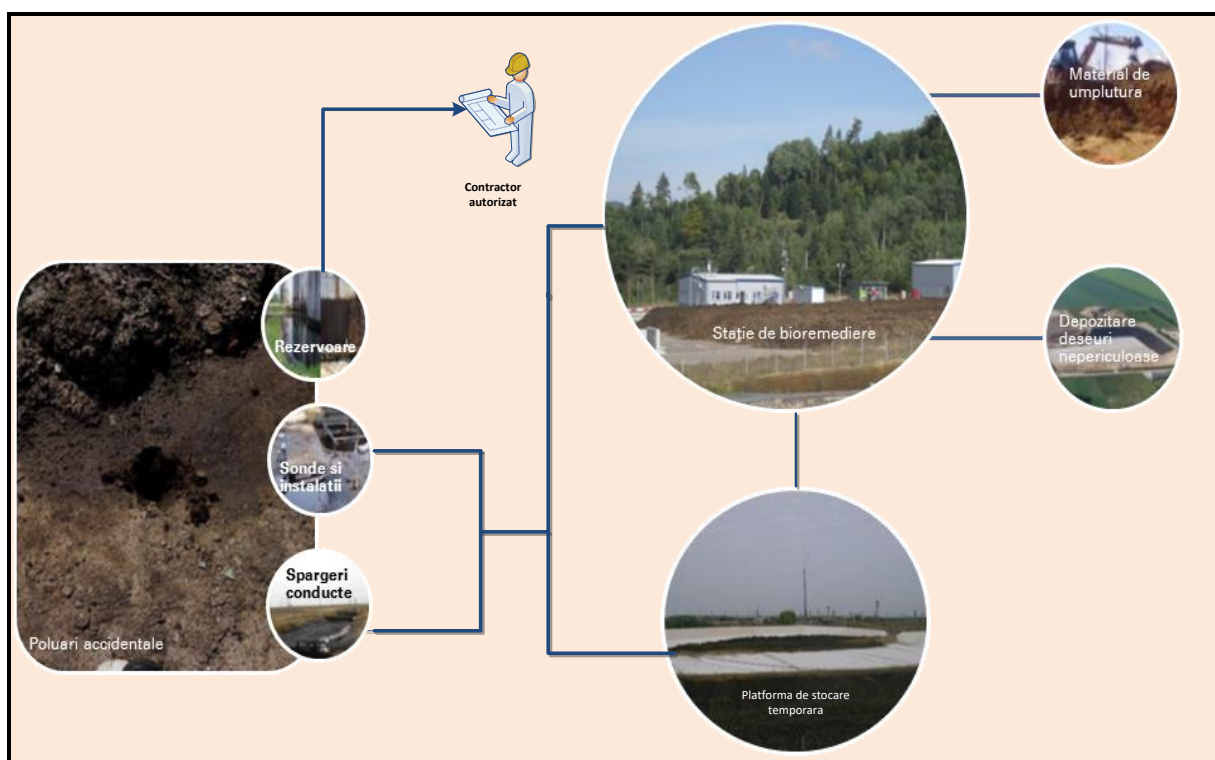 Contractor
autorizat
Material de
umplutura
Rezervoare
Stație de bioremediere
Depozitare
deseuri
nepericuloase
Sonde si
instalatii
Spargeri
conducte
Poluari accidentale
Platforma de stocare
temporara